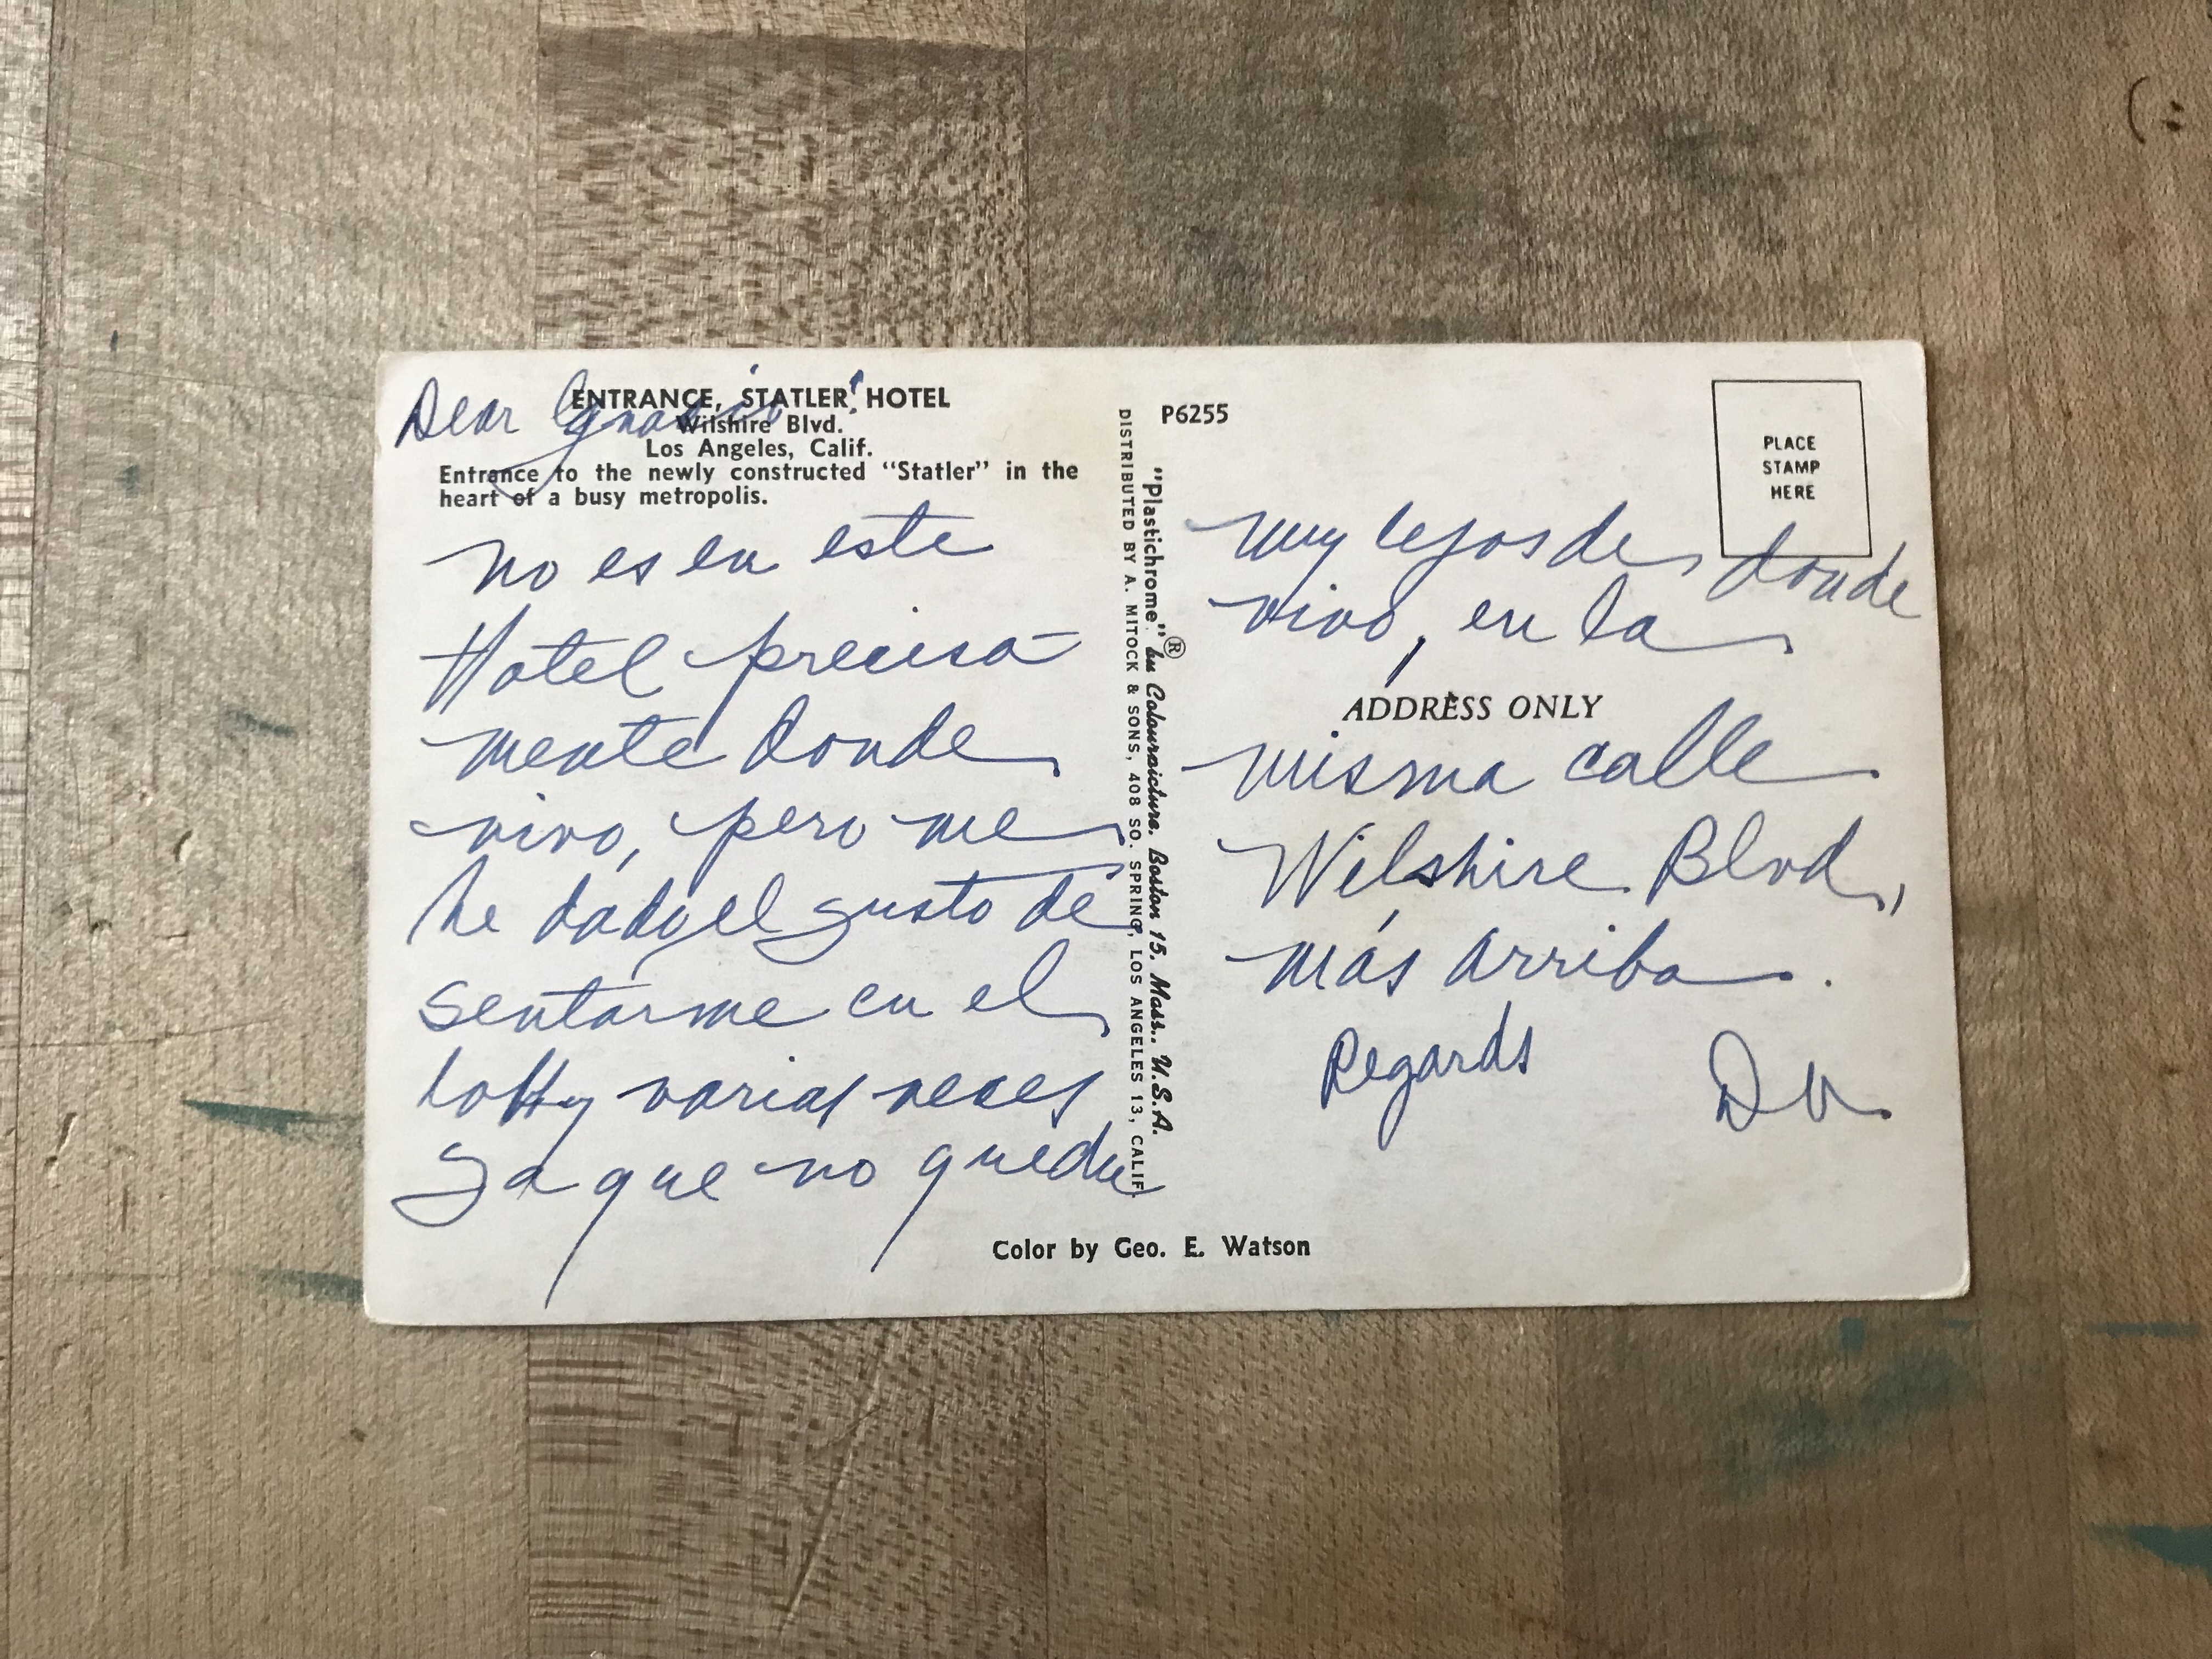 Dear Ignacio!
ENTRANCE, STATLER HOTEL
Wilshire Blvd.
Los Angeles, Calif.
Entrance to the newly constructed "Statler" in the
heart of a busy metropolis.
no es en este
Hotel precisa-
mente donde
vivo, pero me
he dado el gusto de
sentarme en el
lobby varias veces
ya que no queda
DISTRIBUTED BY A. MITOCK & SONS, 408 SO. SPRING, LOS ANGELES 13, CALIF.
"Plastichrome"® by Colourpicture. Boston 15, Mass., U.S.A.
P6255
PLACE
STAMP
HERE
muy lejos de donde
vivo, en la
ADDRESS ONLY
misma calle
Wilshire Blvd,
más arriba.
Regards
Color by Geo. E. Watson
(: